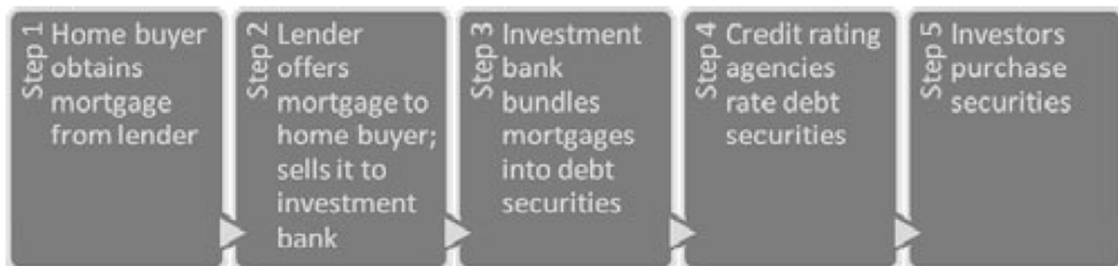 Step 1
Home buyer
obtains
mortgage
from lender
Step 2
Lender
offers
mortgage to
home buyer;
sells it to
investment
bank
Step 3
Investment
bank
bundles
mortgages
into debt
securities
Step 4
Credit rating
agencies
rate debt
securities
Step 5
Investors
purchase
securities